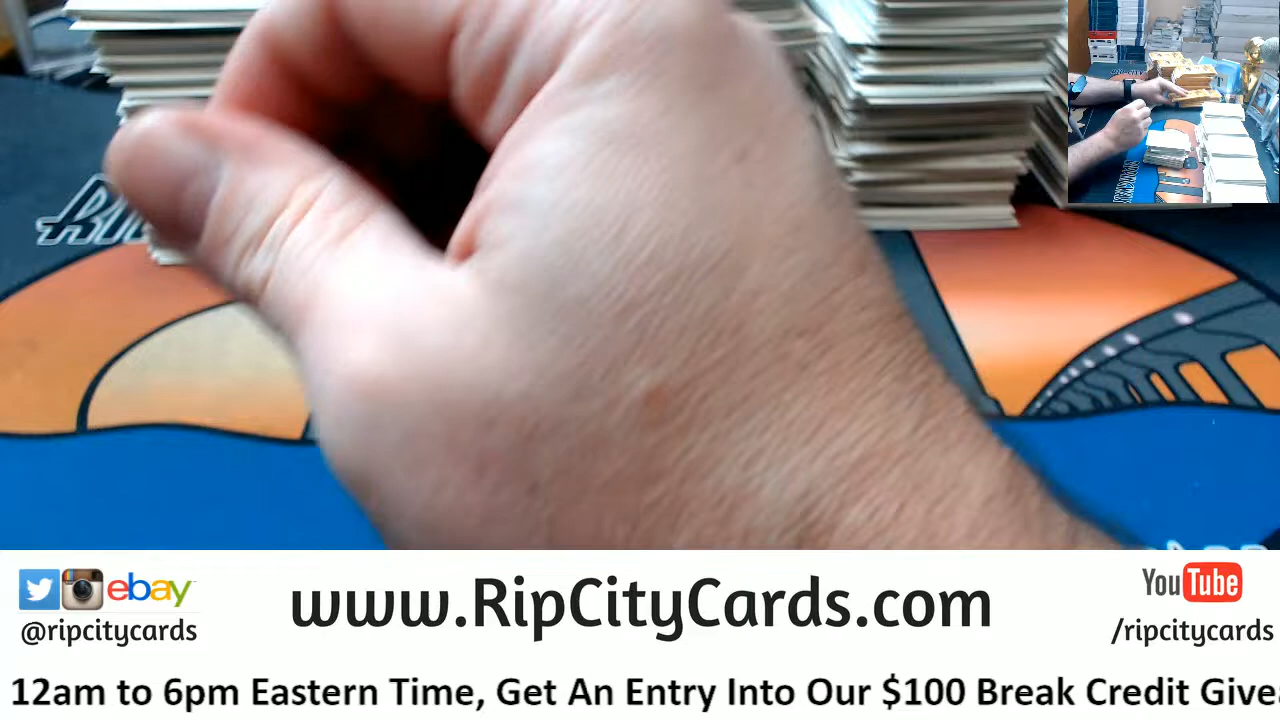 ebay
@ripcitycards
www.RipCityCards.com
YouTube
/ripcitycards
12am to 6pm Eastern Time, Get An Entry Into Our $100 Break Credit